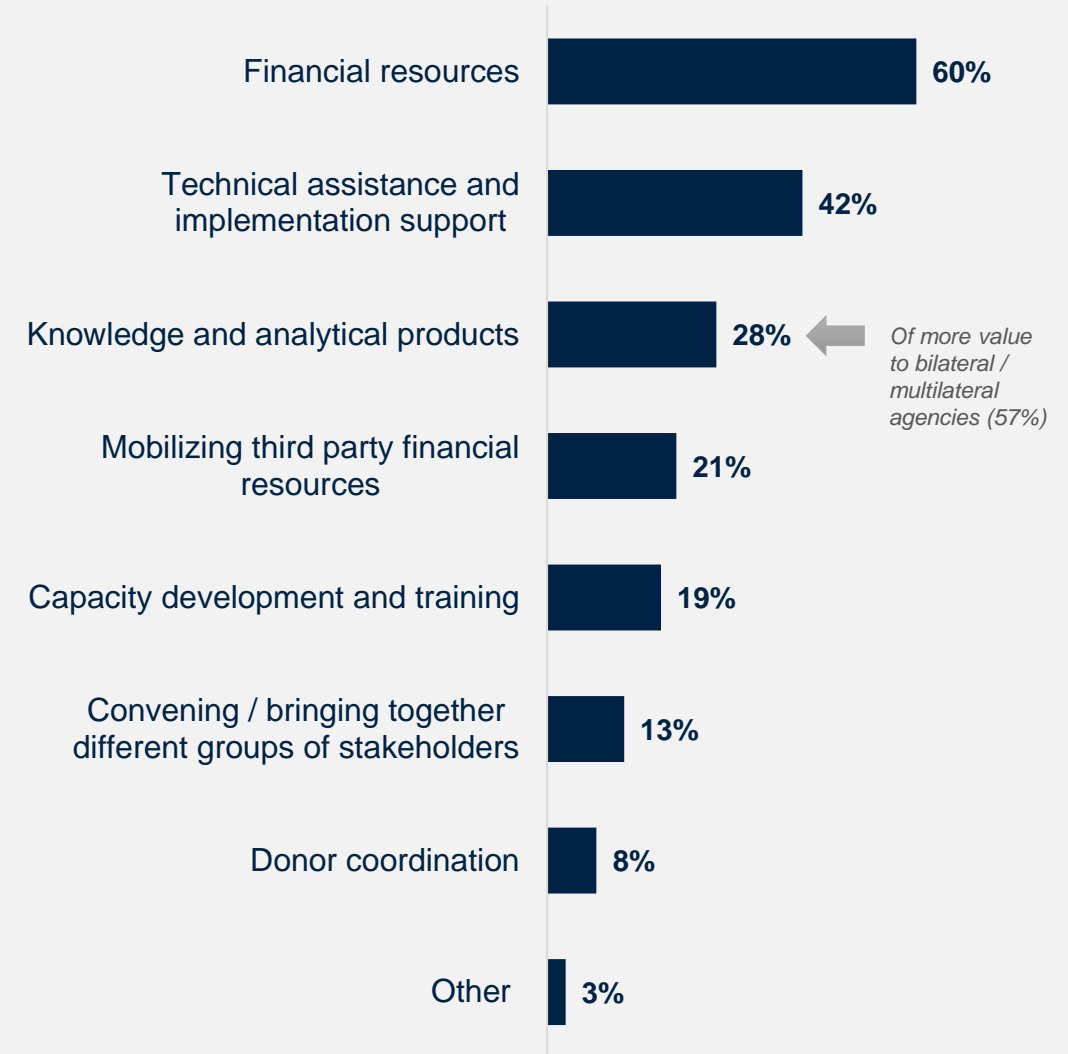 Financial resources
60%
Technical assistance and
implementation support
42%
Knowledge and analytical products
28%
Of more value
to bilateral /
multilateral
agencies (57%)
Mobilizing third party financial
resources
21%
Capacity development and training
19%
Convening / bringing together
different groups of stakeholders
13%
Donor coordination
8%
Other
3%